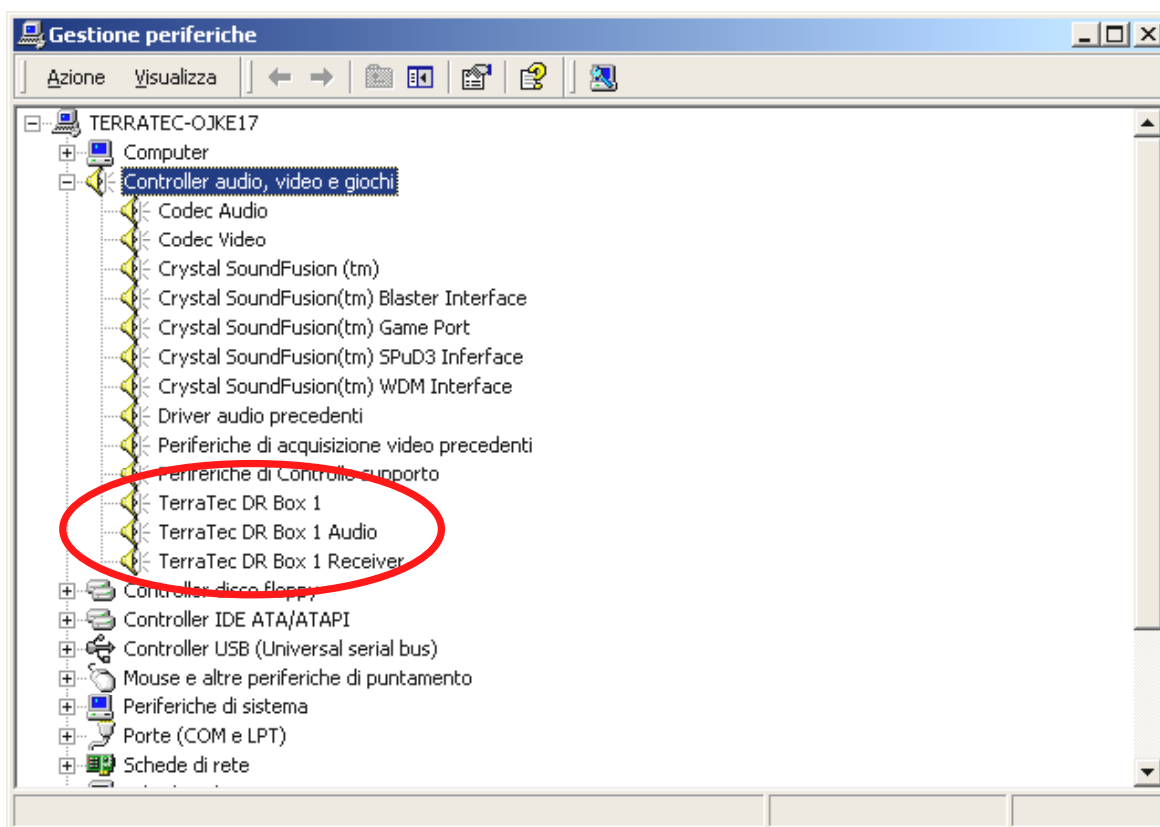 Gestione periferiche
Azione Visualizza
TERRATEC-OJKE17
Computer
Controller audio, video e giochi
Codec Audio
Codec Video
Crystal SoundFusion (tm)
Crystal SoundFusion(tm) Blaster Interface
Crystal SoundFusion(tm) Game Port
Crystal SoundFusion(tm) SPuD3 Inferface
Crystal SoundFusion(tm) WDM Interface
Driver audio precedenti
Periferiche di acquisizione video precedenti
Periferiche di Controllo supporto
TerraTec DR Box 1
TerraTec DR Box 1 Audio
TerraTec DR Box 1 Receiver
Controller disco floppy
Controller IDE ATA/ATAPI
Controller USB (Universal serial bus)
Mouse e altre periferiche di puntamento
Periferiche di sistema
Porte (COM e LPT)
Schede di rete